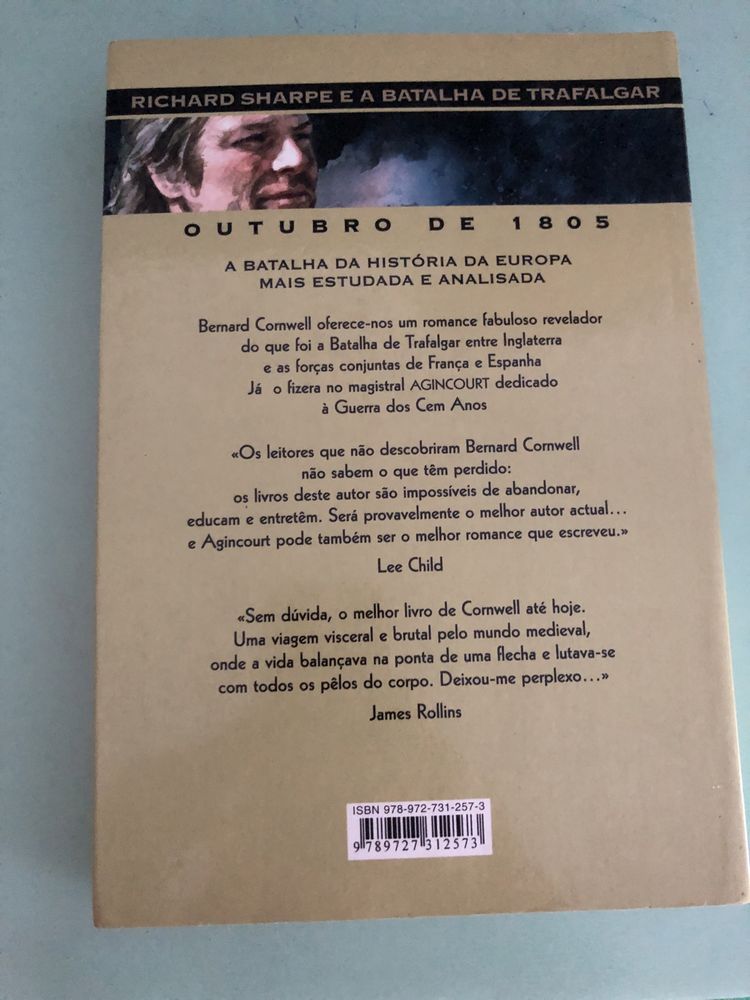 RICHARD SHARPE E A BATALHA DE TRAFALGAR
OUTUBRO DE 1805
A BATALHA DA HISTÓRIA DA EUROPA
MAIS ESTUDADA E ANALISADA
Bernard Cornwell oferece-nos um romance fabuloso revelador
do que foi a Batalha de Trafalgar entre Inglaterra
e as forças conjuntas de França e Espanha
Já o fizera no magistral AGINCOURT dedicado
à Guerra dos Cem Anos
«Os leitores que não descobriram Bernard Cornwell
não sabem o que têm perdido:
os livros deste autor são impossíveis de abandonar,
educam e entretêm. Será provavelmente o melhor autor actual...
e Agincourt pode também ser o melhor romance que escreveu.»
Lee Child
«Sem dúvida, o melhor livro de Cornwell até hoje.
Uma viagem visceral e brutal pelo mundo medieval,
onde a vida balançava na ponta de uma flecha e lutava-se
com todos os pêlos do corpo. Deixou-me perplexo...»
James Rollins
ISBN 978-972-731-257-3
9 789727 312573